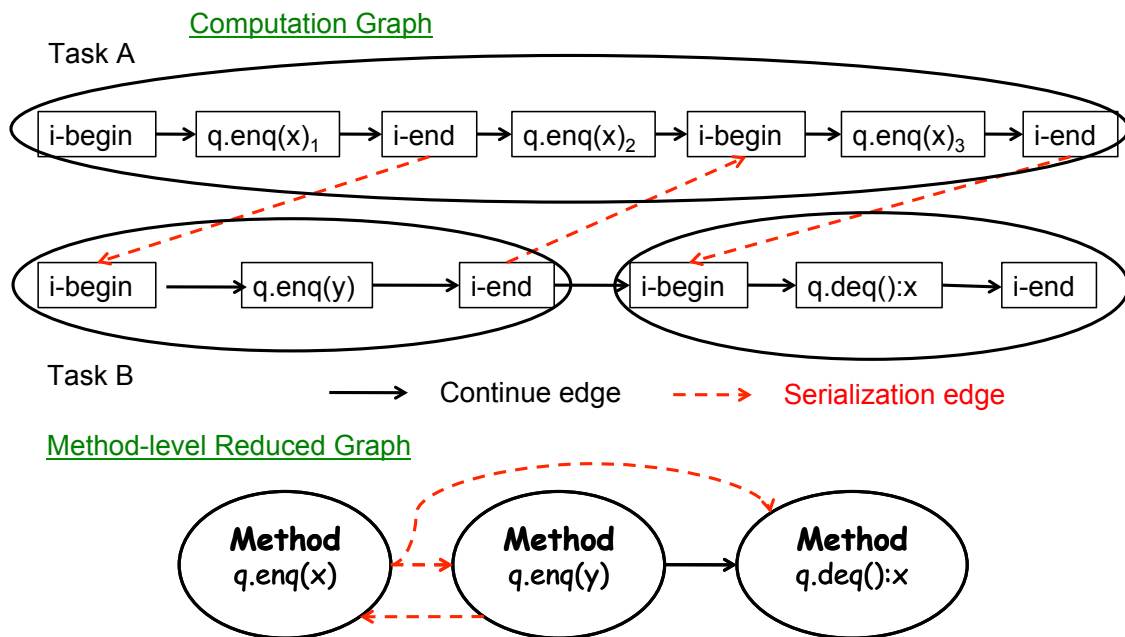 Computation Graph
Task A
i-begin q.enq(x)₁ i-end q.enq(x)₂ i-begin q.enq(x)₃ i-end
i-begin q.enq(y) i-end i-begin q.deq():x i-end
Task B
Continue edge Serialization edge
Method-level Reduced Graph
Method Method Method
q.enq(x) q.enq(y) q.deq():x